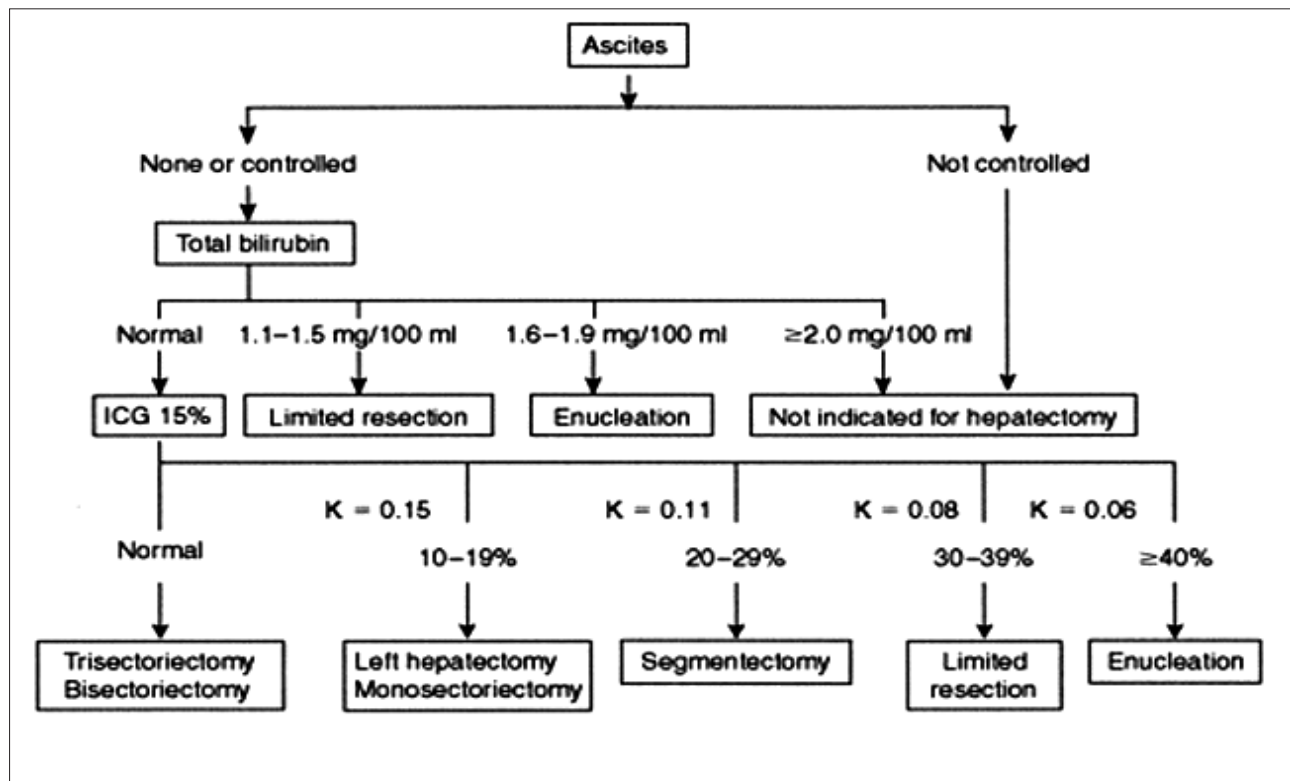 Ascites
None or controlled
Not controlled
Total bilirubin
Normal
1.1–1.5 mg/100 ml
1.6–1.9 mg/100 ml
≥2.0 mg/100 ml
ICG 15%
Limited resection
Enucleation
Not indicated for hepatectomy
K = 0.15
K = 0.11
K = 0.08
K = 0.06
Normal
10–19%
20–29%
30–39%
≥40%
Trisectoriectomy
Bisectoriectomy
Left hepatectomy
Monosectoriectomy
Segmentectomy
Limited
resection
Enucleation